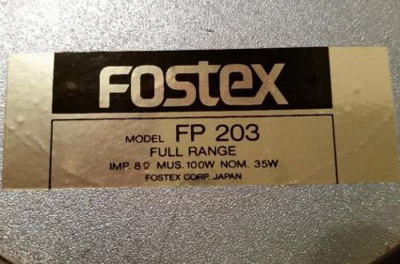 FOSTEX
MODEL FP 203
FULL RANGE
IMP. 8Ω MUS. 100W NOM. 35W
FOSTEX CORP. JAPAN